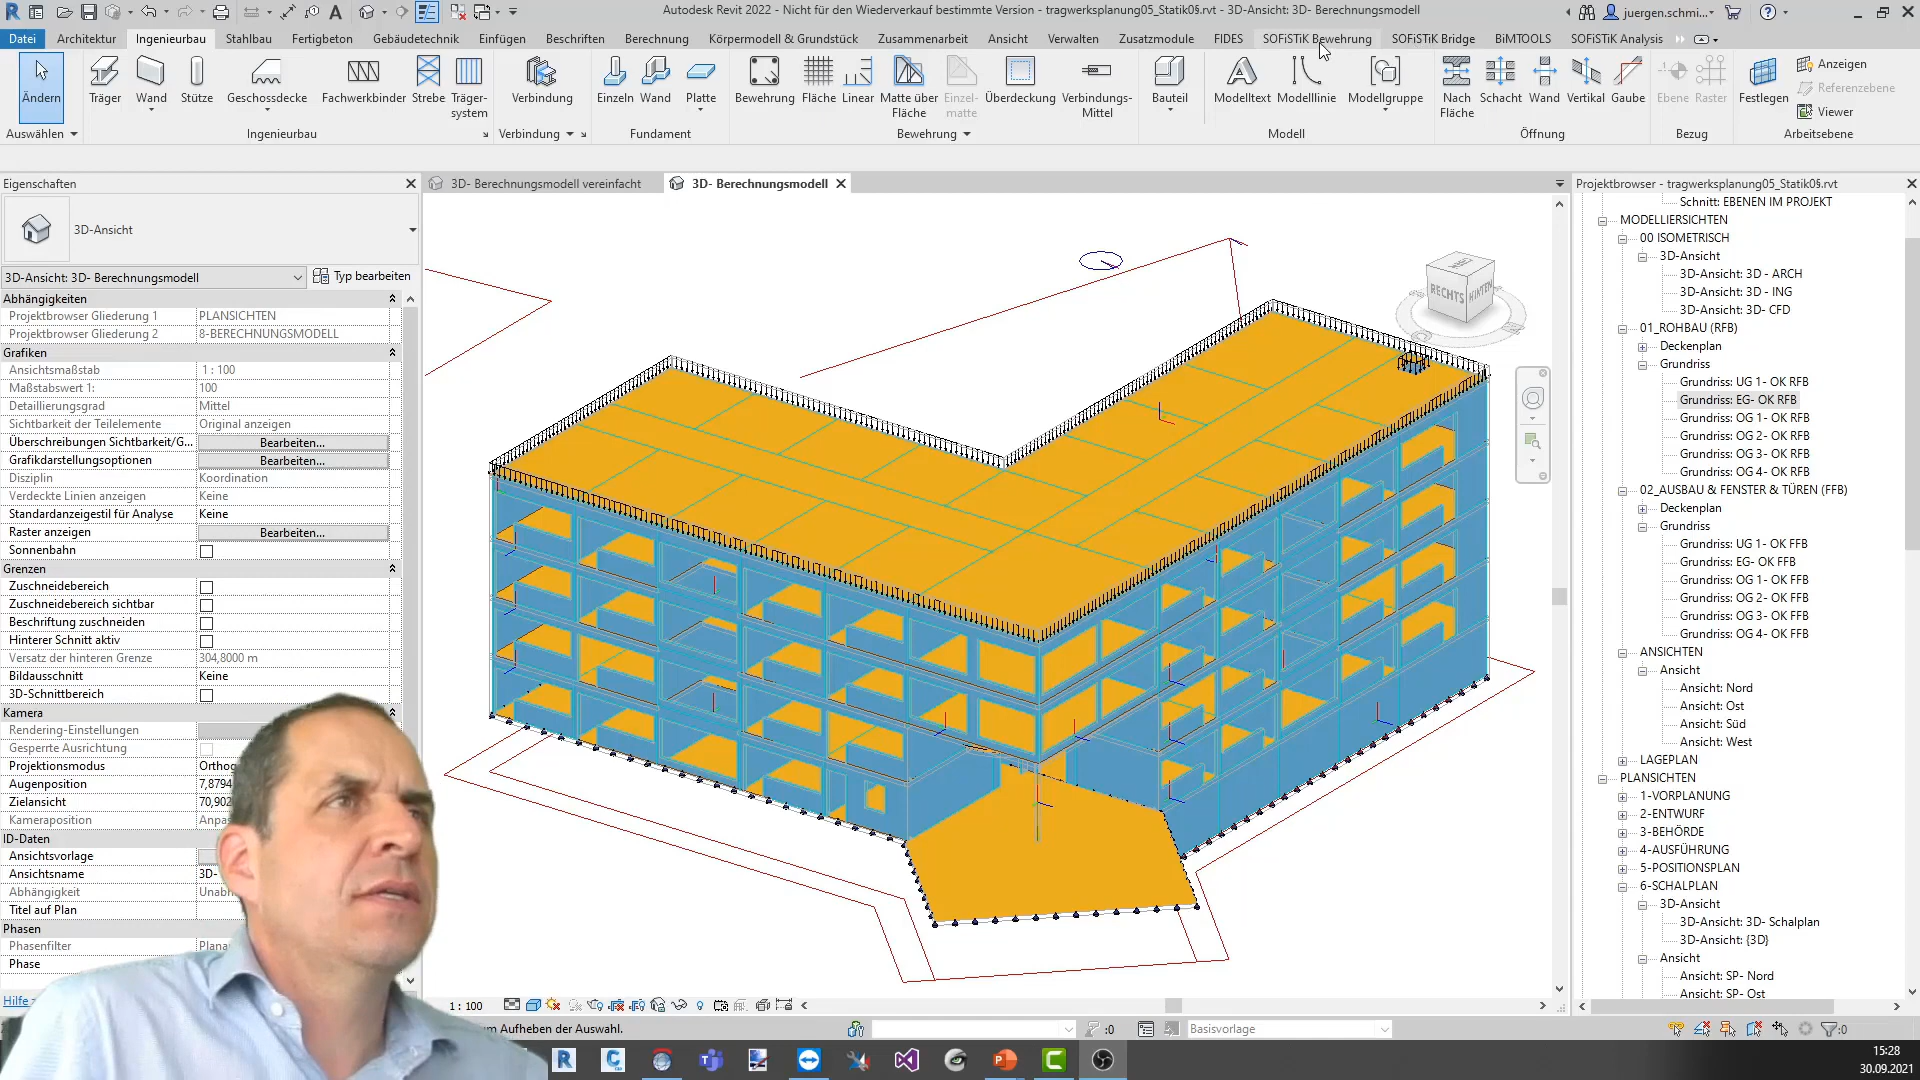 Autodesk Revit 2022 - Nicht für den Wiederverkauf bestimmte Version - tragwerksplanung05_Statik0§.rvt - 3D-Ansicht: 3D- Berechnungsmodell
juergen.schmi...
Datei Architektur Ingenieurbau Stahlbau Fertigbeton Gebäudetechnik Einfügen Beschriften Berechnung Körpermodell & Grundstück Zusammenarbeit Ansicht Verwalten Zusatzmodule FIDES SOFiSTiK Bewehrung SOFiSTiK Bridge BiMTOOLS SOFiSTiK Analysis
Ändern Träger Wand Stütze Geschossdecke Fachwerkbinder Strebe Träger-system Verbindung Einzeln Wand Platte Bewehrung Fläche Linear Matte über Fläche Einzel-matte Überdeckung Verbindungs-Mittel Bauteil Modelltext Modelllinie Modellgruppe Nach Fläche Schacht Wand Vertikal Gaube Ebene Raster Festlegen Anzeigen
Referenzebene
Viewer
Auswählen Ingenieurbau Verbindung Fundament Bewehrung Modell Öffnung Bezug Arbeitsebene
Eigenschaften
3D-Ansicht
3D-Ansicht: 3D- Berechnungsmodell Typ bearbeiten
Abhängigkeiten
Projektbrowser Gliederung 1 PLANSICHTEN
Projektbrowser Gliederung 2 8-BERECHNUNGSMODELL
Grafiken
Ansichtsmaßstab 1 : 100
Maßstabswert 1: 100
Detaillierungsgrad Mittel
Sichtbarkeit der Teilelemente Original anzeigen
Überschreibungen Sichtbarkeit/G... Bearbeiten...
Grafikdarstellungsoptionen Bearbeiten...
Disziplin Koordination
Verdeckte Linien anzeigen Keine
Standardanzeigestil für Analyse Keine
Raster anzeigen Bearbeiten...
Sonnenbahn
Grenzen
Zuschneidebereich
Zuschneidebereich sichtbar
Beschriftung zuschneiden
Hinterer Schnitt aktiv
Versatz der hinteren Grenze 304,8000 m
Bildausschnitt Keine
3D-Schnittbereich
Kamera
Rendering-Einstellungen
Gesperrte Ausrichtung
Projektionsmodus Orthog
Augenposition 7,8794
Zielansicht 70,902
Kameraposition Anpas
ID-Daten
Ansichtsvorlage
Ansichtsname 3D-
Abhängigkeit Unabh
Titel auf Plan
Phasen
Phasenfilter Plana
Phase
Hilfe z
3D- Berechnungsmodell vereinfacht
3D- Berechnungsmodell
RECHTS HINTEN
1 : 100
um Aufheben der Auswahl.
:0
Basisvorlage
:0
Projektbrowser - tragwerksplanung05_Statik0§.rvt
Schnitt: EBENEN IM PROJEKT
MODELLIERSICHTEN
00 ISOMETRISCH
3D-Ansicht
3D-Ansicht: 3D - ARCH
3D-Ansicht: 3D - ING
3D-Ansicht: 3D- CFD
01_ROHBAU (RFB)
Deckenplan
Grundriss
Grundriss: UG 1- OK RFB
Grundriss: EG- OK RFB
Grundriss: OG 1- OK RFB
Grundriss: OG 2- OK RFB
Grundriss: OG 3- OK RFB
Grundriss: OG 4- OK RFB
02_AUSBAU & FENSTER & TÜREN (FFB)
Deckenplan
Grundriss
Grundriss: UG 1- OK FFB
Grundriss: EG- OK FFB
Grundriss: OG 1- OK FFB
Grundriss: OG 2- OK FFB
Grundriss: OG 3- OK FFB
Grundriss: OG 4- OK FFB
ANSICHTEN
Ansicht
Ansicht: Nord
Ansicht: Ost
Ansicht: Süd
Ansicht: West
LAGEPLAN
PLANSICHTEN
1-VORPLANUNG
2-ENTWURF
3-BEHÖRDE
4-AUSFÜHRUNG
5-POSITIONSPLAN
6-SCHALPLAN
3D-Ansicht
3D-Ansicht: 3D- Schalplan
3D-Ansicht: {3D}
Ansicht
Ansicht: SP- Nord
Ansicht: SP- Ost
15:28
30.09.2021